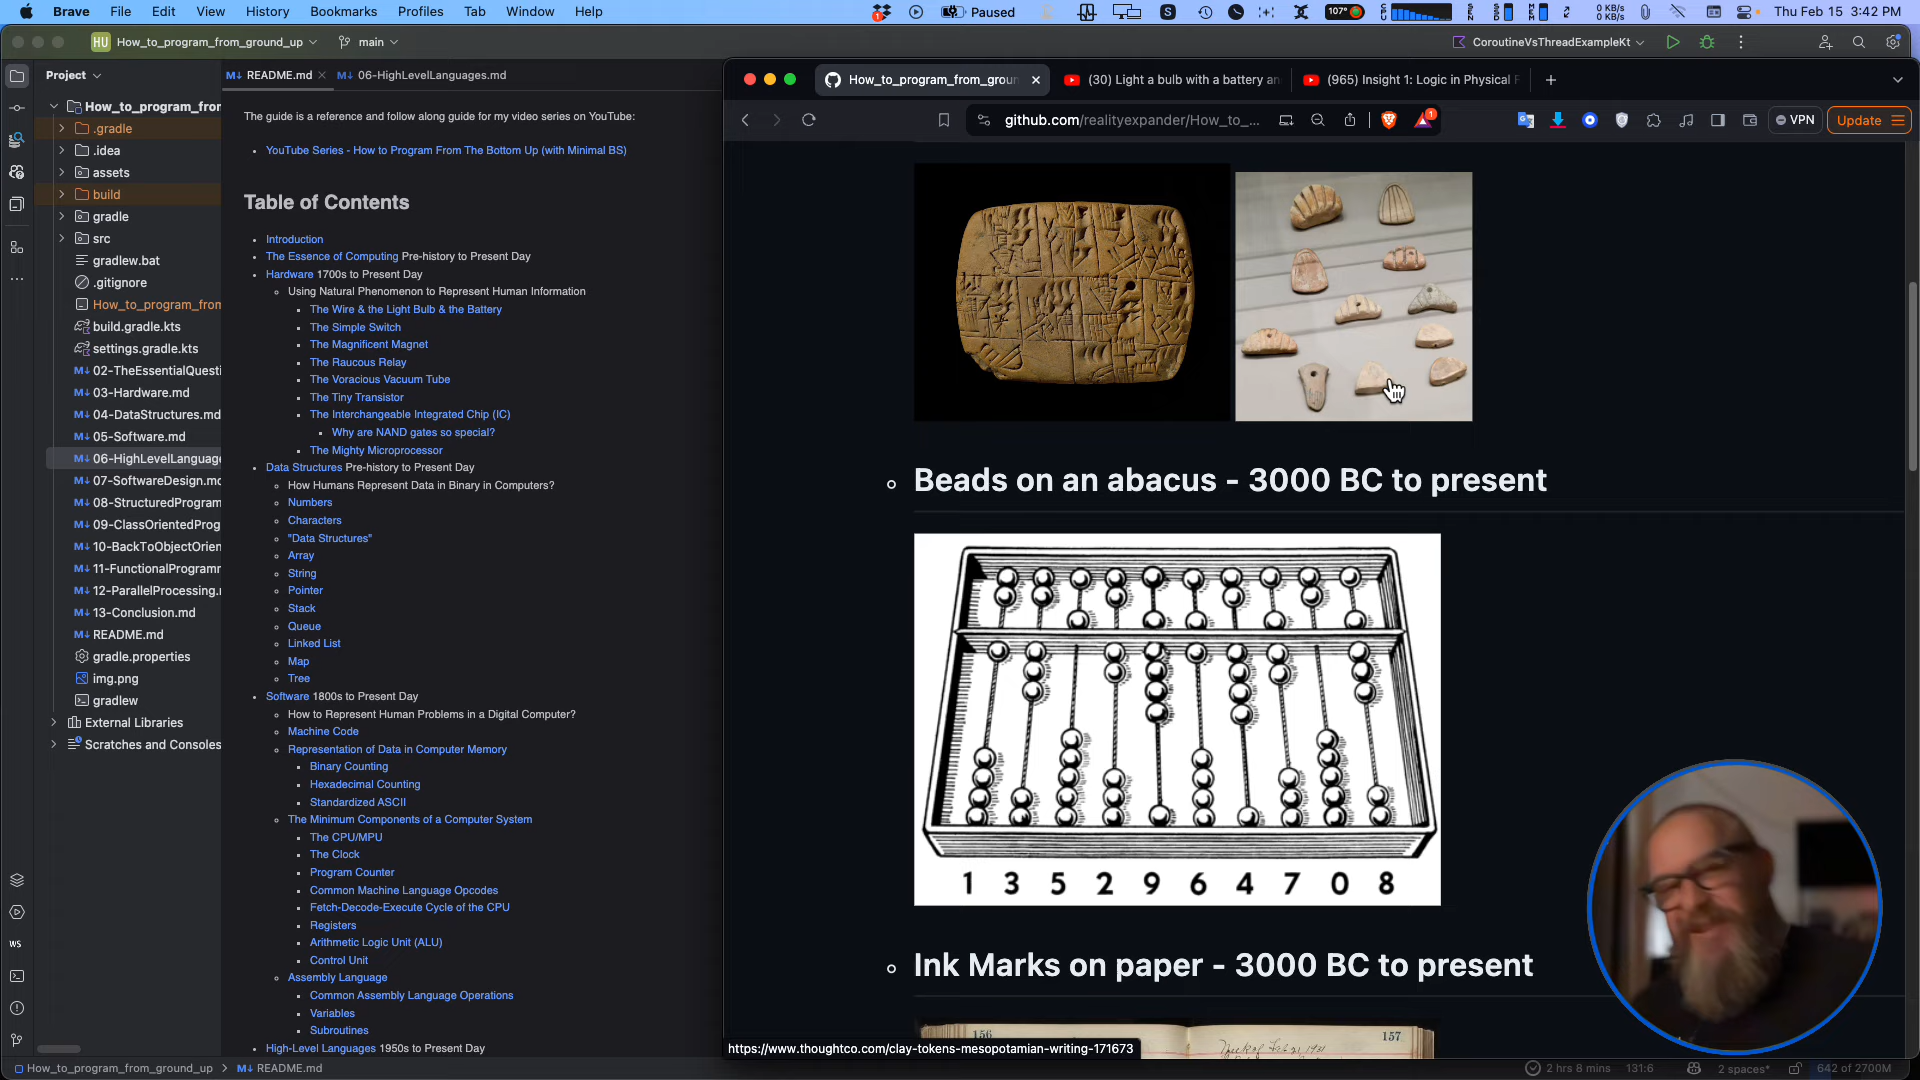 Brave File Edit View History Bookmarks Profiles Tab Window Help
1 Paused 107° 0 KB/s 0 KB/s Thu Feb 15 3:42 PM
HU How_to_program_from_ground_up main
CoroutineVsThreadExampleKt
Project
README.md 06-HighLevelLanguages.md
How_to_program_fror
.gradle
.idea
assets
build
gradle
src
gradlew.bat
.gitignore
How_to_program_from
build.gradle.kts
settings.gradle.kts
02-TheEssentialQuesti
03-Hardware.md
04-DataStructures.md
05-Software.md
06-HighLevelLanguage
07-SoftwareDesign.mc
08-StructuredProgram
09-ClassOrientedProg
10-BackToObjectOrien
11-FunctionalProgramm
12-ParallelProcessing.
13-Conclusion.md
README.md
gradle.properties
img.png
gradlew
External Libraries
Scratches and Consoles
The guide is a reference and follow along guide for my video series on YouTube:
YouTube Series - How to Program From The Bottom Up (with Minimal BS)
Table of Contents
Introduction
The Essence of Computing Pre-history to Present Day
Hardware 1700s to Present Day
Using Natural Phenomenon to Represent Human Information
The Wire & the Light Bulb & the Battery
The Simple Switch
The Magnificent Magnet
The Raucous Relay
The Voracious Vacuum Tube
The Tiny Transistor
The Interchangeable Integrated Chip (IC)
Why are NAND gates so special?
The Mighty Microprocessor
Data Structures Pre-history to Present Day
How Humans Represent Data in Binary in Computers?
Numbers
Characters
"Data Structures"
Array
String
Pointer
Stack
Queue
Linked List
Map
Tree
Software 1800s to Present Day
How to Represent Human Problems in a Digital Computer?
Machine Code
Representation of Data in Computer Memory
Binary Counting
Hexadecimal Counting
Standardized ASCII
The Minimum Components of a Computer System
The CPU/MPU
The Clock
Program Counter
Common Machine Language Opcodes
Fetch-Decode-Execute Cycle of the CPU
Registers
Arithmetic Logic Unit (ALU)
Control Unit
Assembly Language
Common Assembly Language Operations
Variables
Subroutines
High-Level Languages 1950s to Present Day
How_to_program_from_groun (30) Light a bulb with a battery an (965) Insight 1: Logic in Physical F
github.com/realityexpander/How_to_... 1 VPN Update
Beads on an abacus - 3000 BC to present
1 3 5 2 9 6 4 7 0 8
Ink Marks on paper - 3000 BC to present
156 157
https://www.thoughtco.com/clay-tokens-mesopotamian-writing-171673
How_to_program_from_ground_up README.md
2 hrs 8 mins 131:6 2 spaces* 642 of 2700M